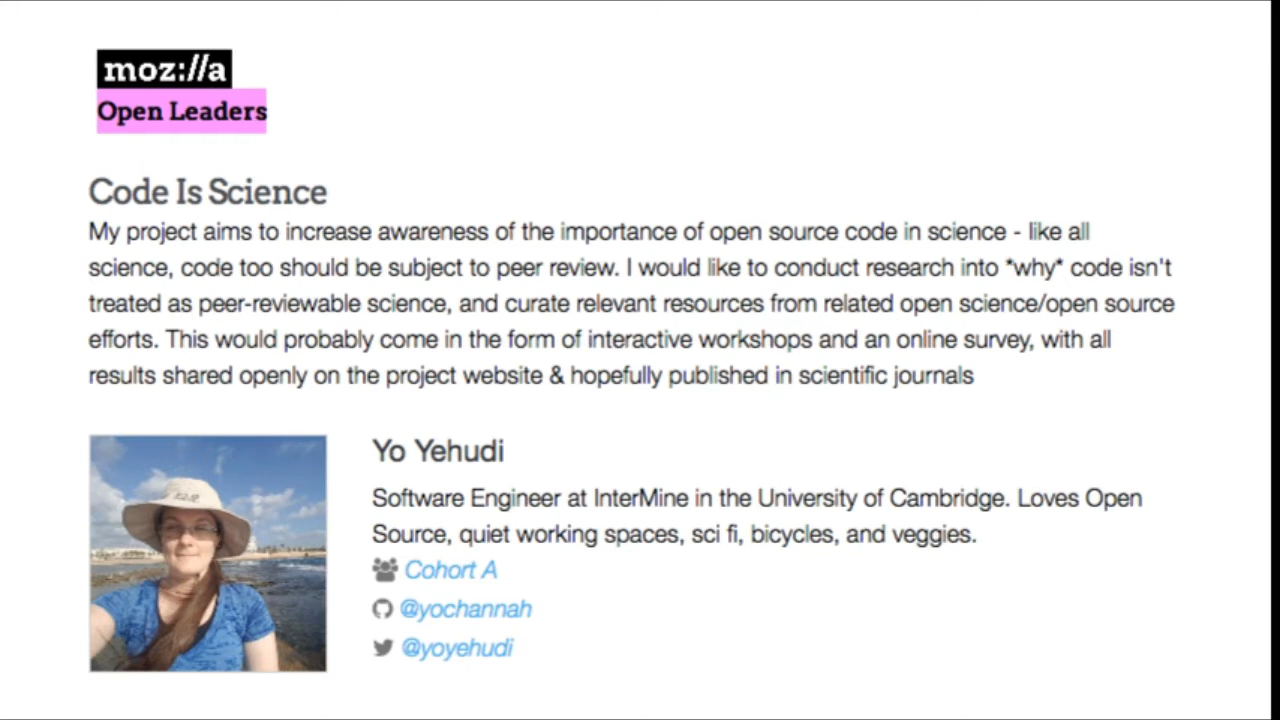 moz://a
Open Leaders
Code Is Science
My project aims to increase awareness of the importance of open source code in science - like all
science, code too should be subject to peer review. I would like to conduct research into *why* code isn't
treated as peer-reviewable science, and curate relevant resources from related open science/open source
efforts. This would probably come in the form of interactive workshops and an online survey, with all
results shared openly on the project website & hopefully published in scientific journals
Yo Yehudi
Software Engineer at InterMine in the University of Cambridge. Loves Open
Source, quiet working spaces, sci fi, bicycles, and veggies.
Cohort A
@yochannah
@yoyehudi